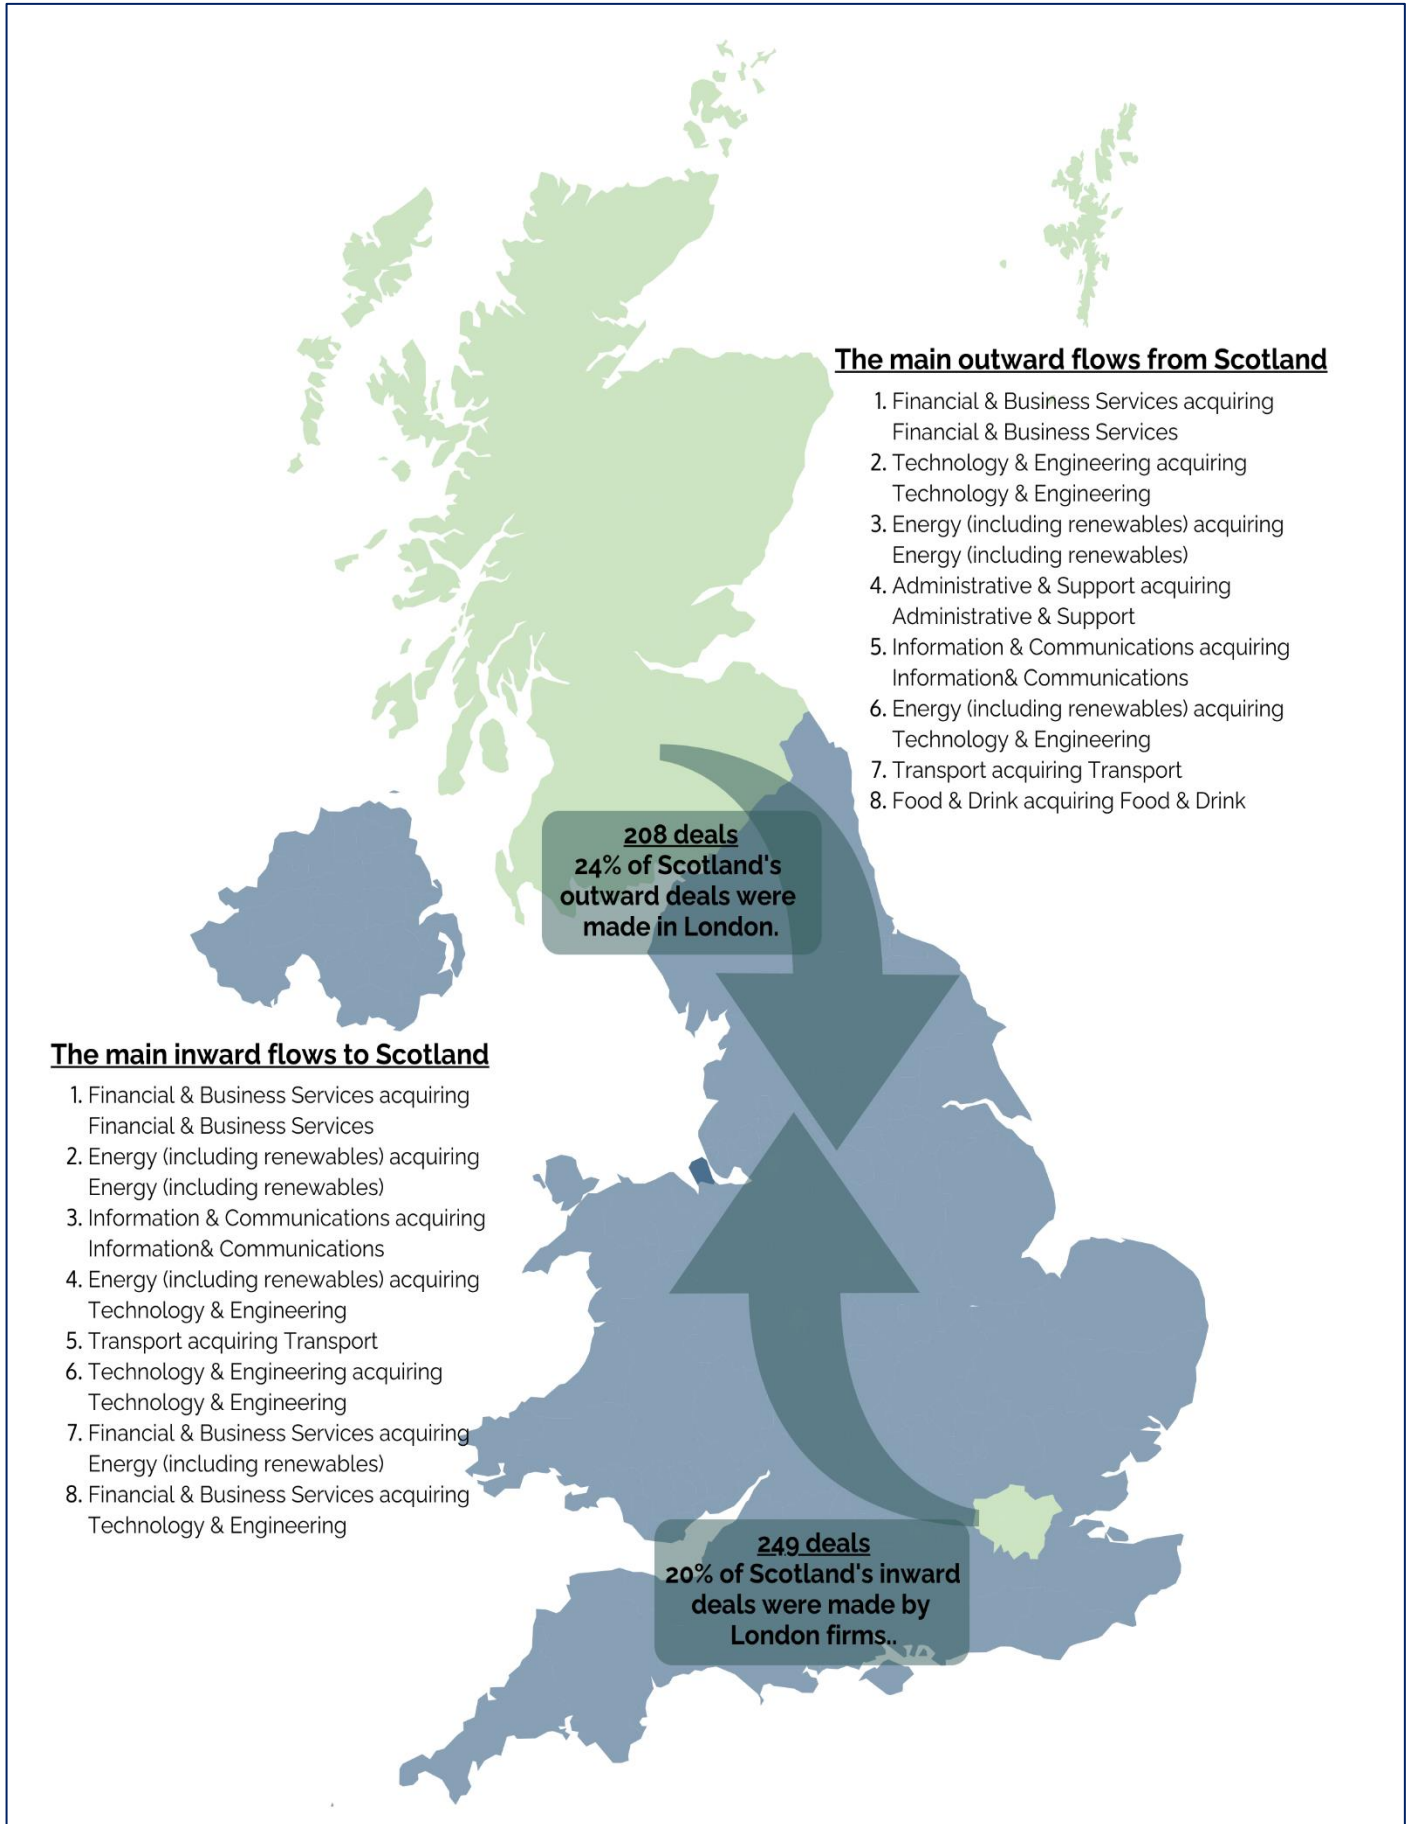 The main outward flows from Scotland
1. Financial & Business Services acquiring
Financial & Business Services
2. Technology & Engineering acquiring
Technology & Engineering
3. Energy (including renewables) acquiring
Energy (including renewables)
4. Administrative & Support acquiring
Administrative & Support
5. Information & Communications acquiring
Information& Communications
6. Energy (including renewables) acquiring
Technology & Engineering
7. Transport acquiring Transport
8. Food & Drink acquiring Food & Drink
208 deals
24% of Scotland's
outward deals were
made in London.
The main inward flows to Scotland
1. Financial & Business Services acquiring
Financial & Business Services
2. Energy (including renewables) acquiring
Energy (including renewables)
3. Information & Communications acquiring
Information& Communications
4. Energy (including renewables) acquiring
Technology & Engineering
5. Transport acquiring Transport
6. Technology & Engineering acquiring
Technology & Engineering
7. Financial & Business Services acquiring
Energy (including renewables)
8. Financial & Business Services acquiring
Technology & Engineering
249 deals
20% of Scotland's inward
deals were made by
London firms..